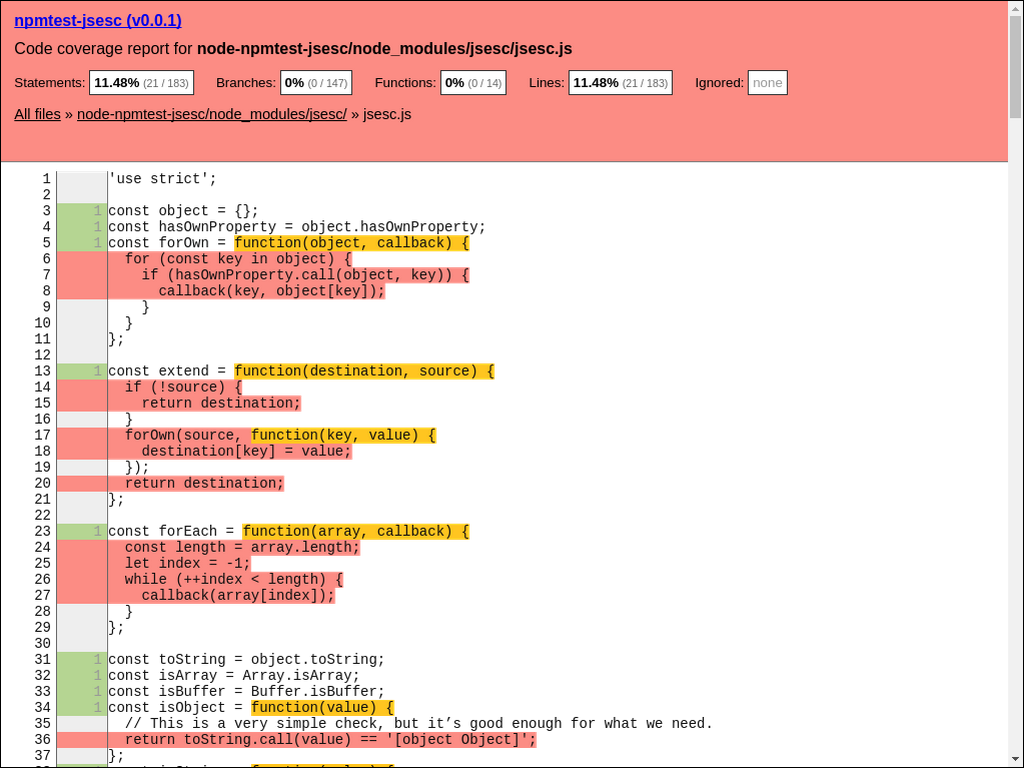 npmtest-jsesc (v0.0.1)
Code coverage report for node-npmtest-jsesc/node_modules/jsesc/jsesc.js
Statements: 11.48% (21 / 183) Branches: 0% (0 / 147) Functions: 0% (0 / 14) Lines: 11.48% (21 / 183) Ignored: none
All files » node-npmtest-jsesc/node_modules/jsesc/ » jsesc.js
1 'use strict';
2
3 1 const object = {};
4 1 const hasOwnProperty = object.hasOwnProperty;
5 1 const forOwn = function(object, callback) {
6 for (const key in object) {
7 if (hasOwnProperty.call(object, key)) {
8 callback(key, object[key]);
9 }
10 }
11 };
12
13 1 const extend = function(destination, source) {
14 if (!source) {
15 return destination;
16 }
17 forOwn(source, function(key, value) {
18 destination[key] = value;
19 });
20 return destination;
21 };
22
23 1 const forEach = function(array, callback) {
24 const length = array.length;
25 let index = -1;
26 while (++index < length) {
27 callback(array[index]);
28 }
29 };
30
31 1 const toString = object.toString;
32 1 const isArray = Array.isArray;
33 1 const isBuffer = Buffer.isBuffer;
34 1 const isObject = function(value) {
35 // This is a very simple check, but it’s good enough for what we need.
36 return toString.call(value) == '[object Object]';
37 };